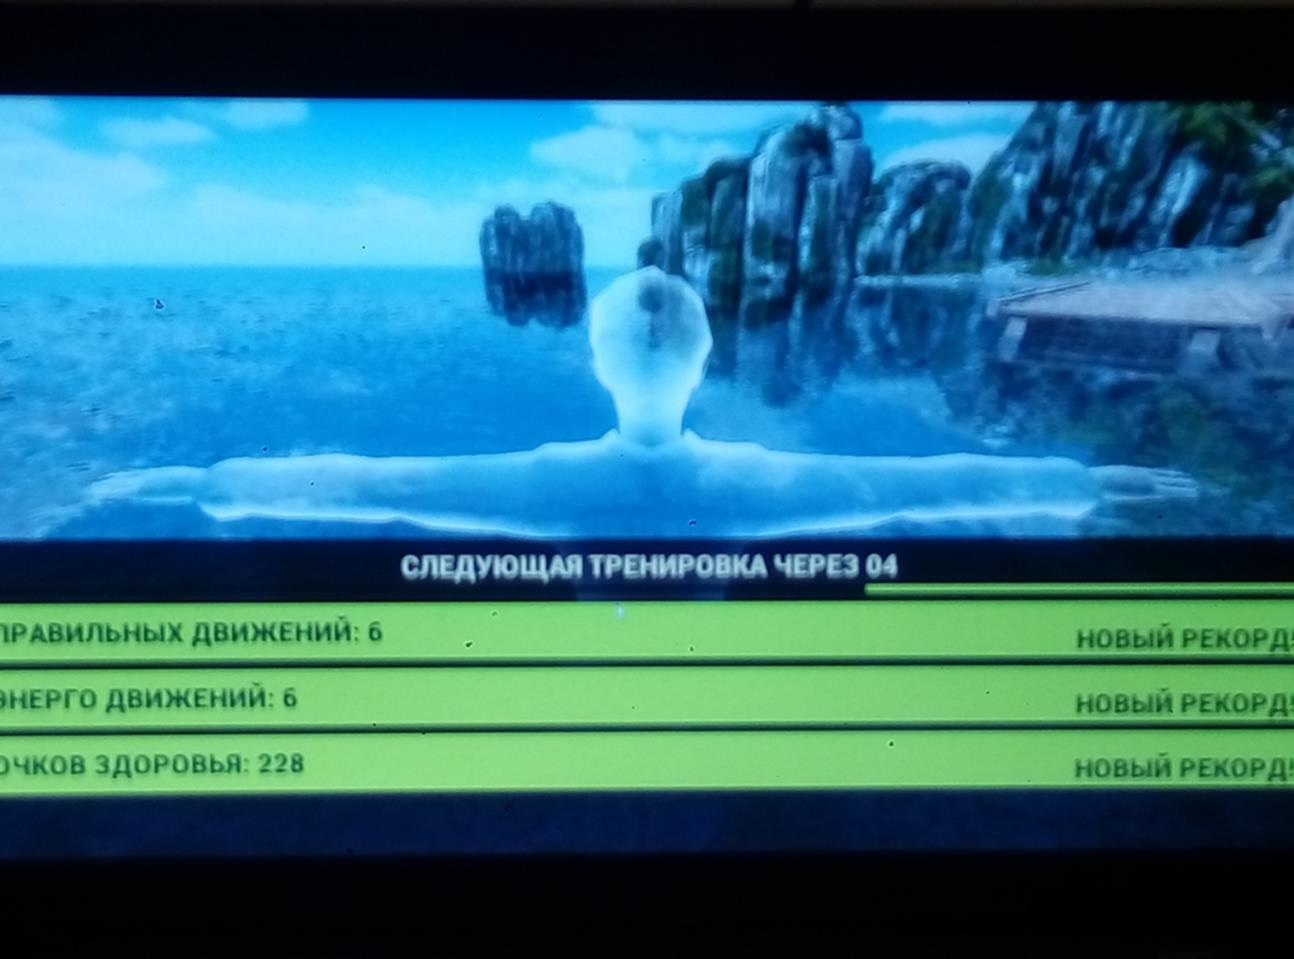 СЛЕДУЮЩАЯ ТРЕНИРОВКА ЧЕРЕЗ 04
ПРАВИЛЬНЫХ ДВИЖЕНИЙ: 6 НОВЫЙ РЕКОРД!
ЭНЕРГО ДВИЖЕНИЙ: 6 НОВЫЙ РЕКОРД!
ОЧКОВ ЗДОРОВЬЯ: 228 НОВЫЙ РЕКОРД!